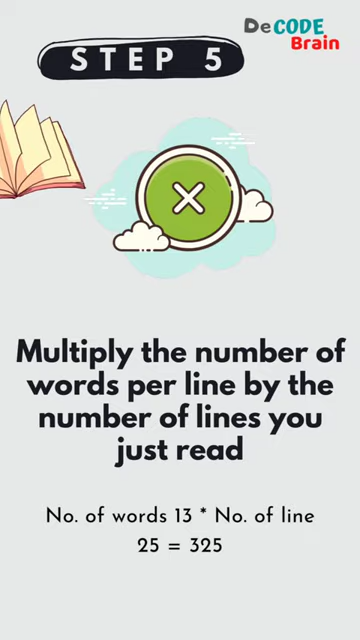 DeCODE
Brain
STEP 5
Multiply the number of
words per line by the
number of lines you
just read
No. of words 13 * No. of line
25 = 325